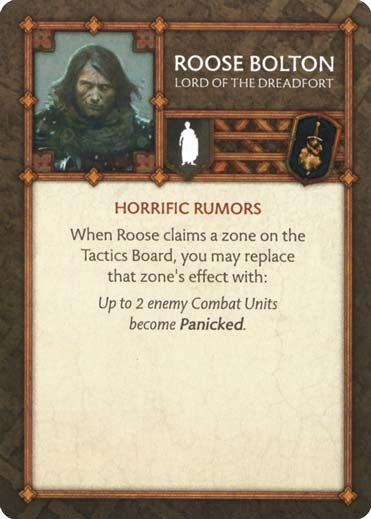 ROOSE BOLTON
LORD OF THE DREADFORT
HORRIFIC RUMORS
When Roose claims a zone on the
Tactics Board, you may replace
that zone's effect with:
Up to 2 enemy Combat Units
become Panicked.